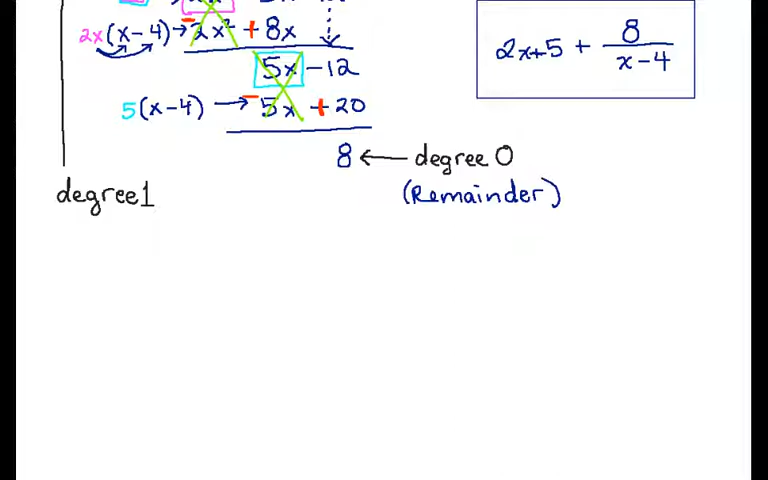 2x(x-4)→ -2x² + 8x
5x -12
5(x-4) → -5x + 20
8 ← degree 0
(Remainder)
degree 1
2x+5 + 8/(x-4)